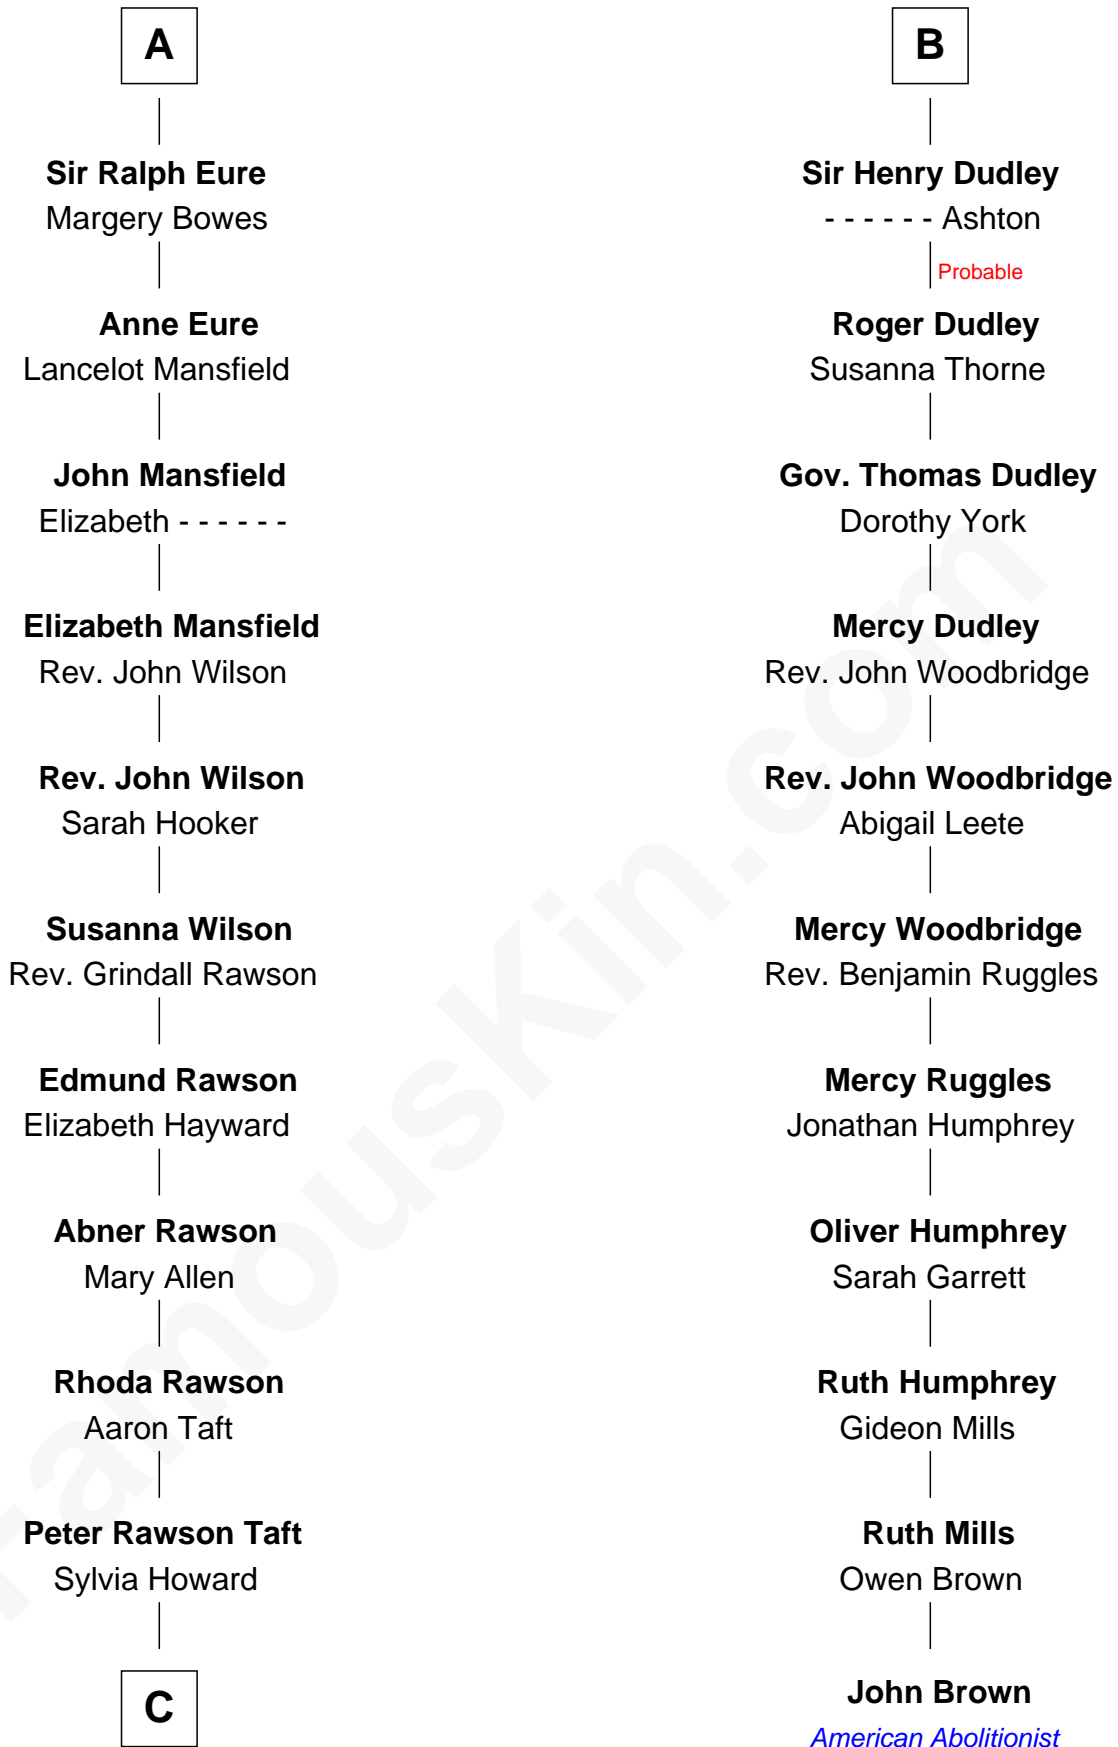 A
Sir Ralph Eure
Margery Bowes
Anne Eure
Lancelot Mansfield
John Mansfield
Elizabeth - - - - - -
Elizabeth Mansfield
Rev. John Wilson
Rev. John Wilson
Sarah Hooker
Susanna Wilson
Rev. Grindall Rawson
Edmund Rawson
Elizabeth Hayward
Abner Rawson
Mary Allen
Rhoda Rawson
Aaron Taft
Peter Rawson Taft
Sylvia Howard
C
B
Sir Henry Dudley
- - - - - - Ashton
Probable
Roger Dudley
Susanna Thorne
Gov. Thomas Dudley
Dorothy York
Mercy Dudley
Rev. John Woodbridge
Rev. John Woodbridge
Abigail Leete
Mercy Woodbridge
Rev. Benjamin Ruggles
Mercy Ruggles
Jonathan Humphrey
Oliver Humphrey
Sarah Garrett
Ruth Humphrey
Gideon Mills
Ruth Mills
Owen Brown
John Brown
American Abolitionist
FamousKin.com